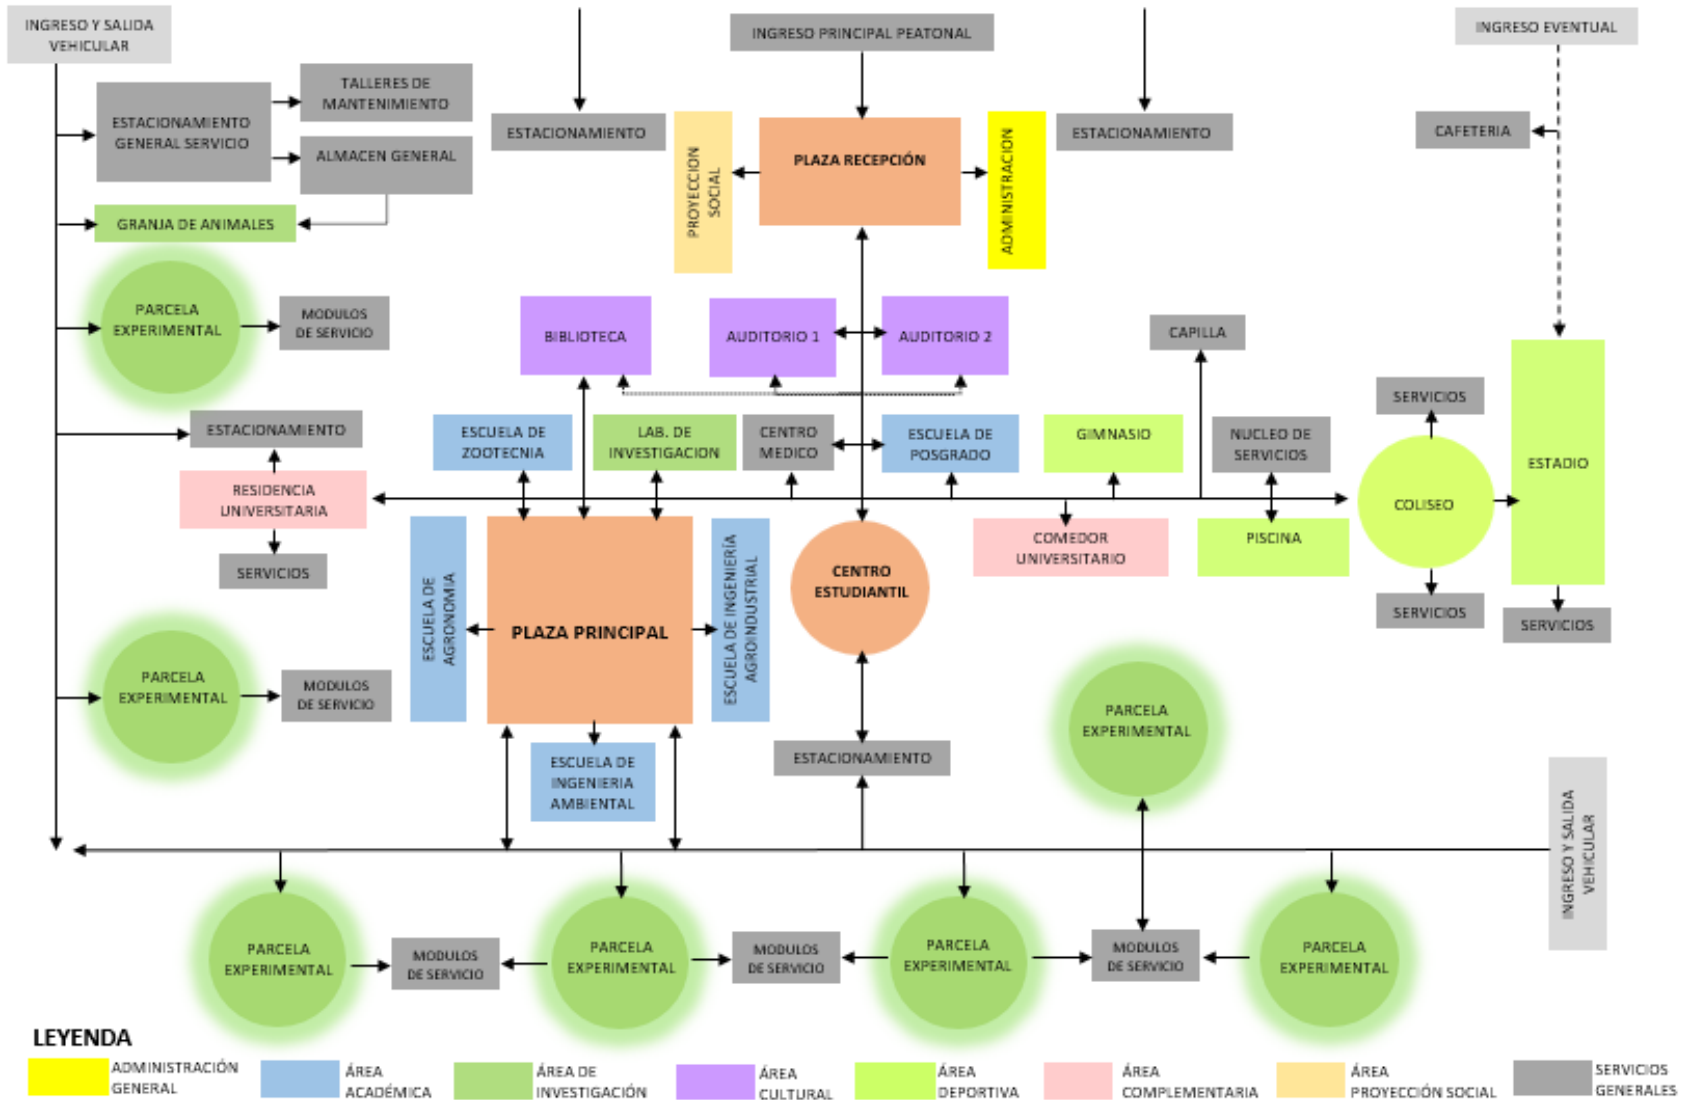 INGRESO Y SALIDA
VEHICULAR
INGRESO PRINCIPAL PEATONAL
INGRESO EVENTUAL
TALLERES DE
MANTENIMIENTO
ESTACIONAMIENTO
GENERAL SERVICIO
ALMACEN GENERAL
ESTACIONAMIENTO
PROYECCION
SOCIAL
PLAZA RECEPCIÓN
ADMINISTRACION
ESTACIONAMIENTO
CAFETERIA
GRANJA DE ANIMALES
PARCELA
EXPERIMENTAL
MODULOS
DE SERVICIO
BIBLIOTECA
AUDITORIO 1
AUDITORIO 2
CAPILLA
SERVICIOS
ESTACIONAMIENTO
ESCUELA DE
ZOOTECNIA
LAB. DE
INVESTIGACION
CENTRO
MEDICO
ESCUELA DE
POSGRADO
GIMNASIO
NUCLEO DE
SERVICIOS
ESTADIO
RESIDENCIA
UNIVERSITARIA
COLISEO
COMEDOR
UNIVERSITARIO
PISCINA
SERVICIOS
ESCUELA DE
AGRONOMIA
PLAZA PRINCIPAL
ESCUELA DE INGENIERÍA
AGROINDUSTRIAL
CENTRO
ESTUDIANTIL
SERVICIOS
SERVICIOS
PARCELA
EXPERIMENTAL
MODULOS
DE SERVICIO
PARCELA
EXPERIMENTAL
ESCUELA DE
INGENIERIA
AMBIENTAL
ESTACIONAMIENTO
INGRESO Y SALIDA
VEHICULAR
PARCELA
EXPERIMENTAL
MODULOS
DE SERVICIO
PARCELA
EXPERIMENTAL
MODULOS
DE SERVICIO
PARCELA
EXPERIMENTAL
MODULOS
DE SERVICIO
PARCELA
EXPERIMENTAL
LEYENDA
ADMINISTRACIÓN
GENERAL
ÁREA
ACADÉMICA
ÁREA DE
INVESTIGACIÓN
ÁREA
CULTURAL
ÁREA
DEPORTIVA
ÁREA
COMPLEMENTARIA
ÁREA
PROYECCIÓN SOCIAL
SERVICIOS
GENERALES